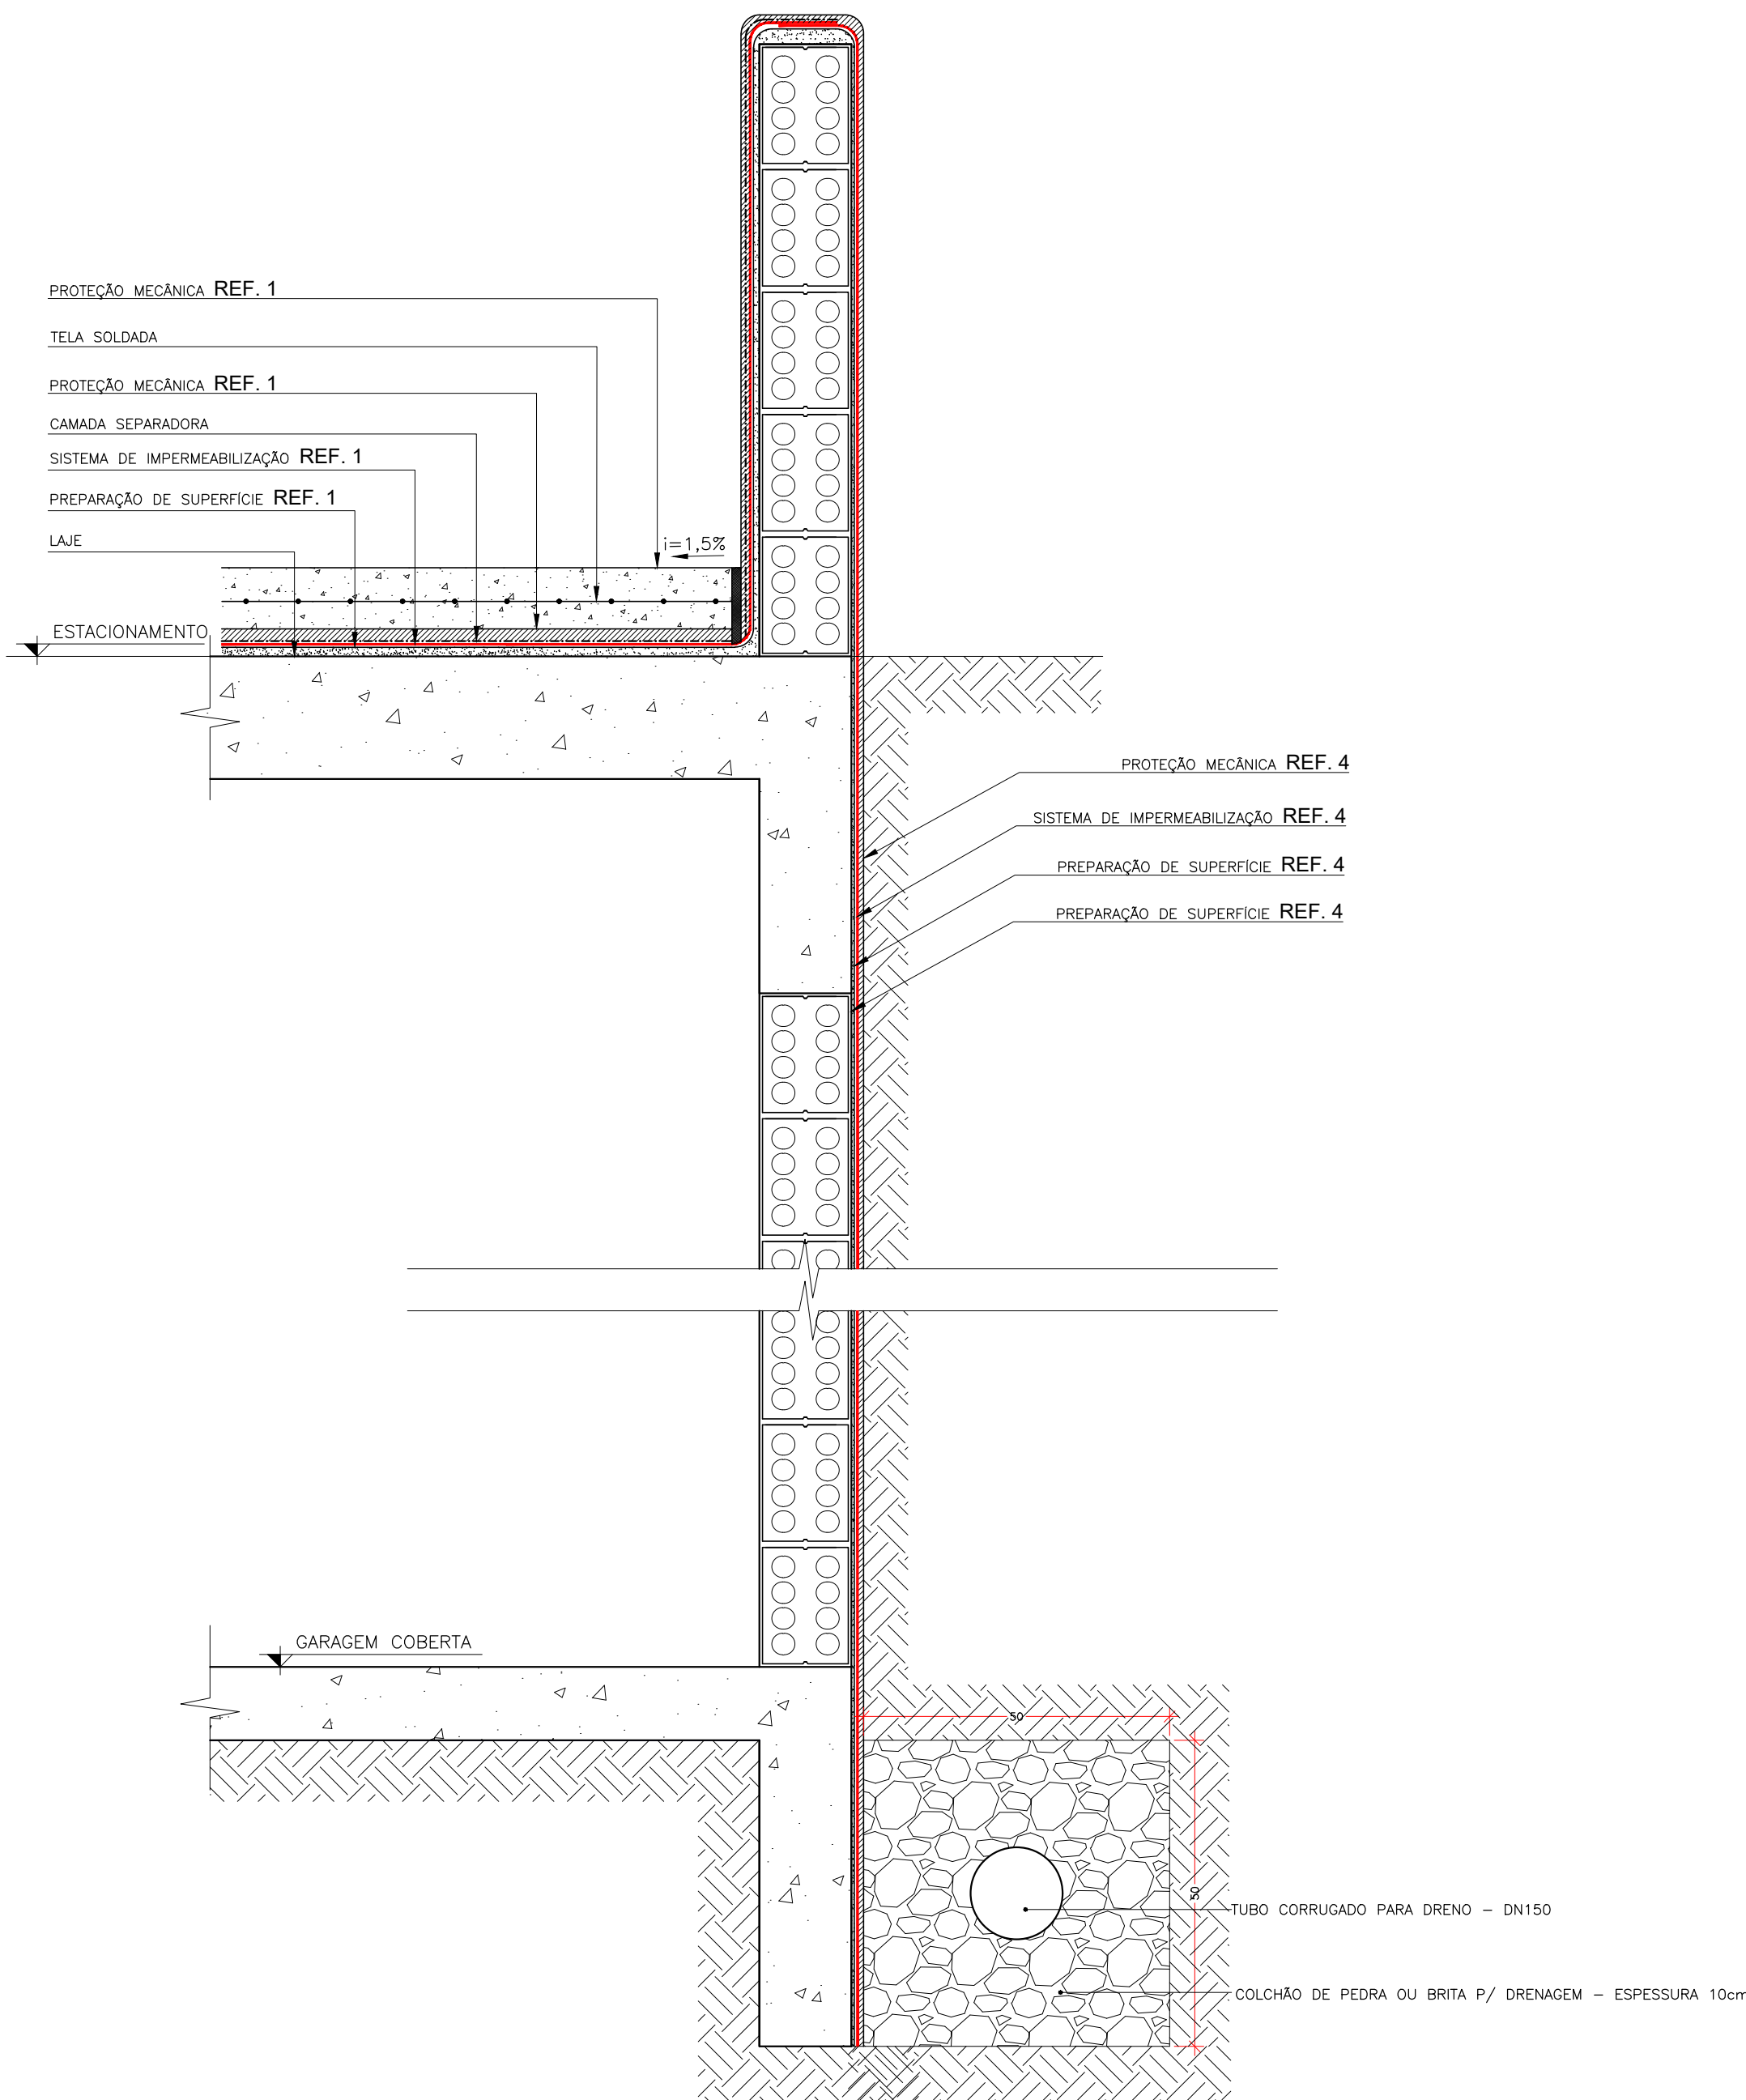 PROTEÇÃO MECÂNICA REF. 1
TELA SOLDADA
PROTEÇÃO MECÂNICA REF. 1
CAMADA SEPARADORA
SISTEMA DE IMPERMEABILIZAÇÃO REF. 1
PREPARAÇÃO DE SUPERFÍCIE REF. 1
LAJE
i=1,5%
ESTACIONAMENTO
PROTEÇÃO MECÂNICA REF. 4
SISTEMA DE IMPERMEABILIZAÇÃO REF. 4
PREPARAÇÃO DE SUPERFÍCIE REF. 4
PREPARAÇÃO DE SUPERFÍCIE REF. 4
GARAGEM COBERTA
50
50
TUBO CORRUGADO PARA DRENO – DN150
COLCHÃO DE PEDRA OU BRITA P/ DRENAGEM – ESPESSURA 10cm